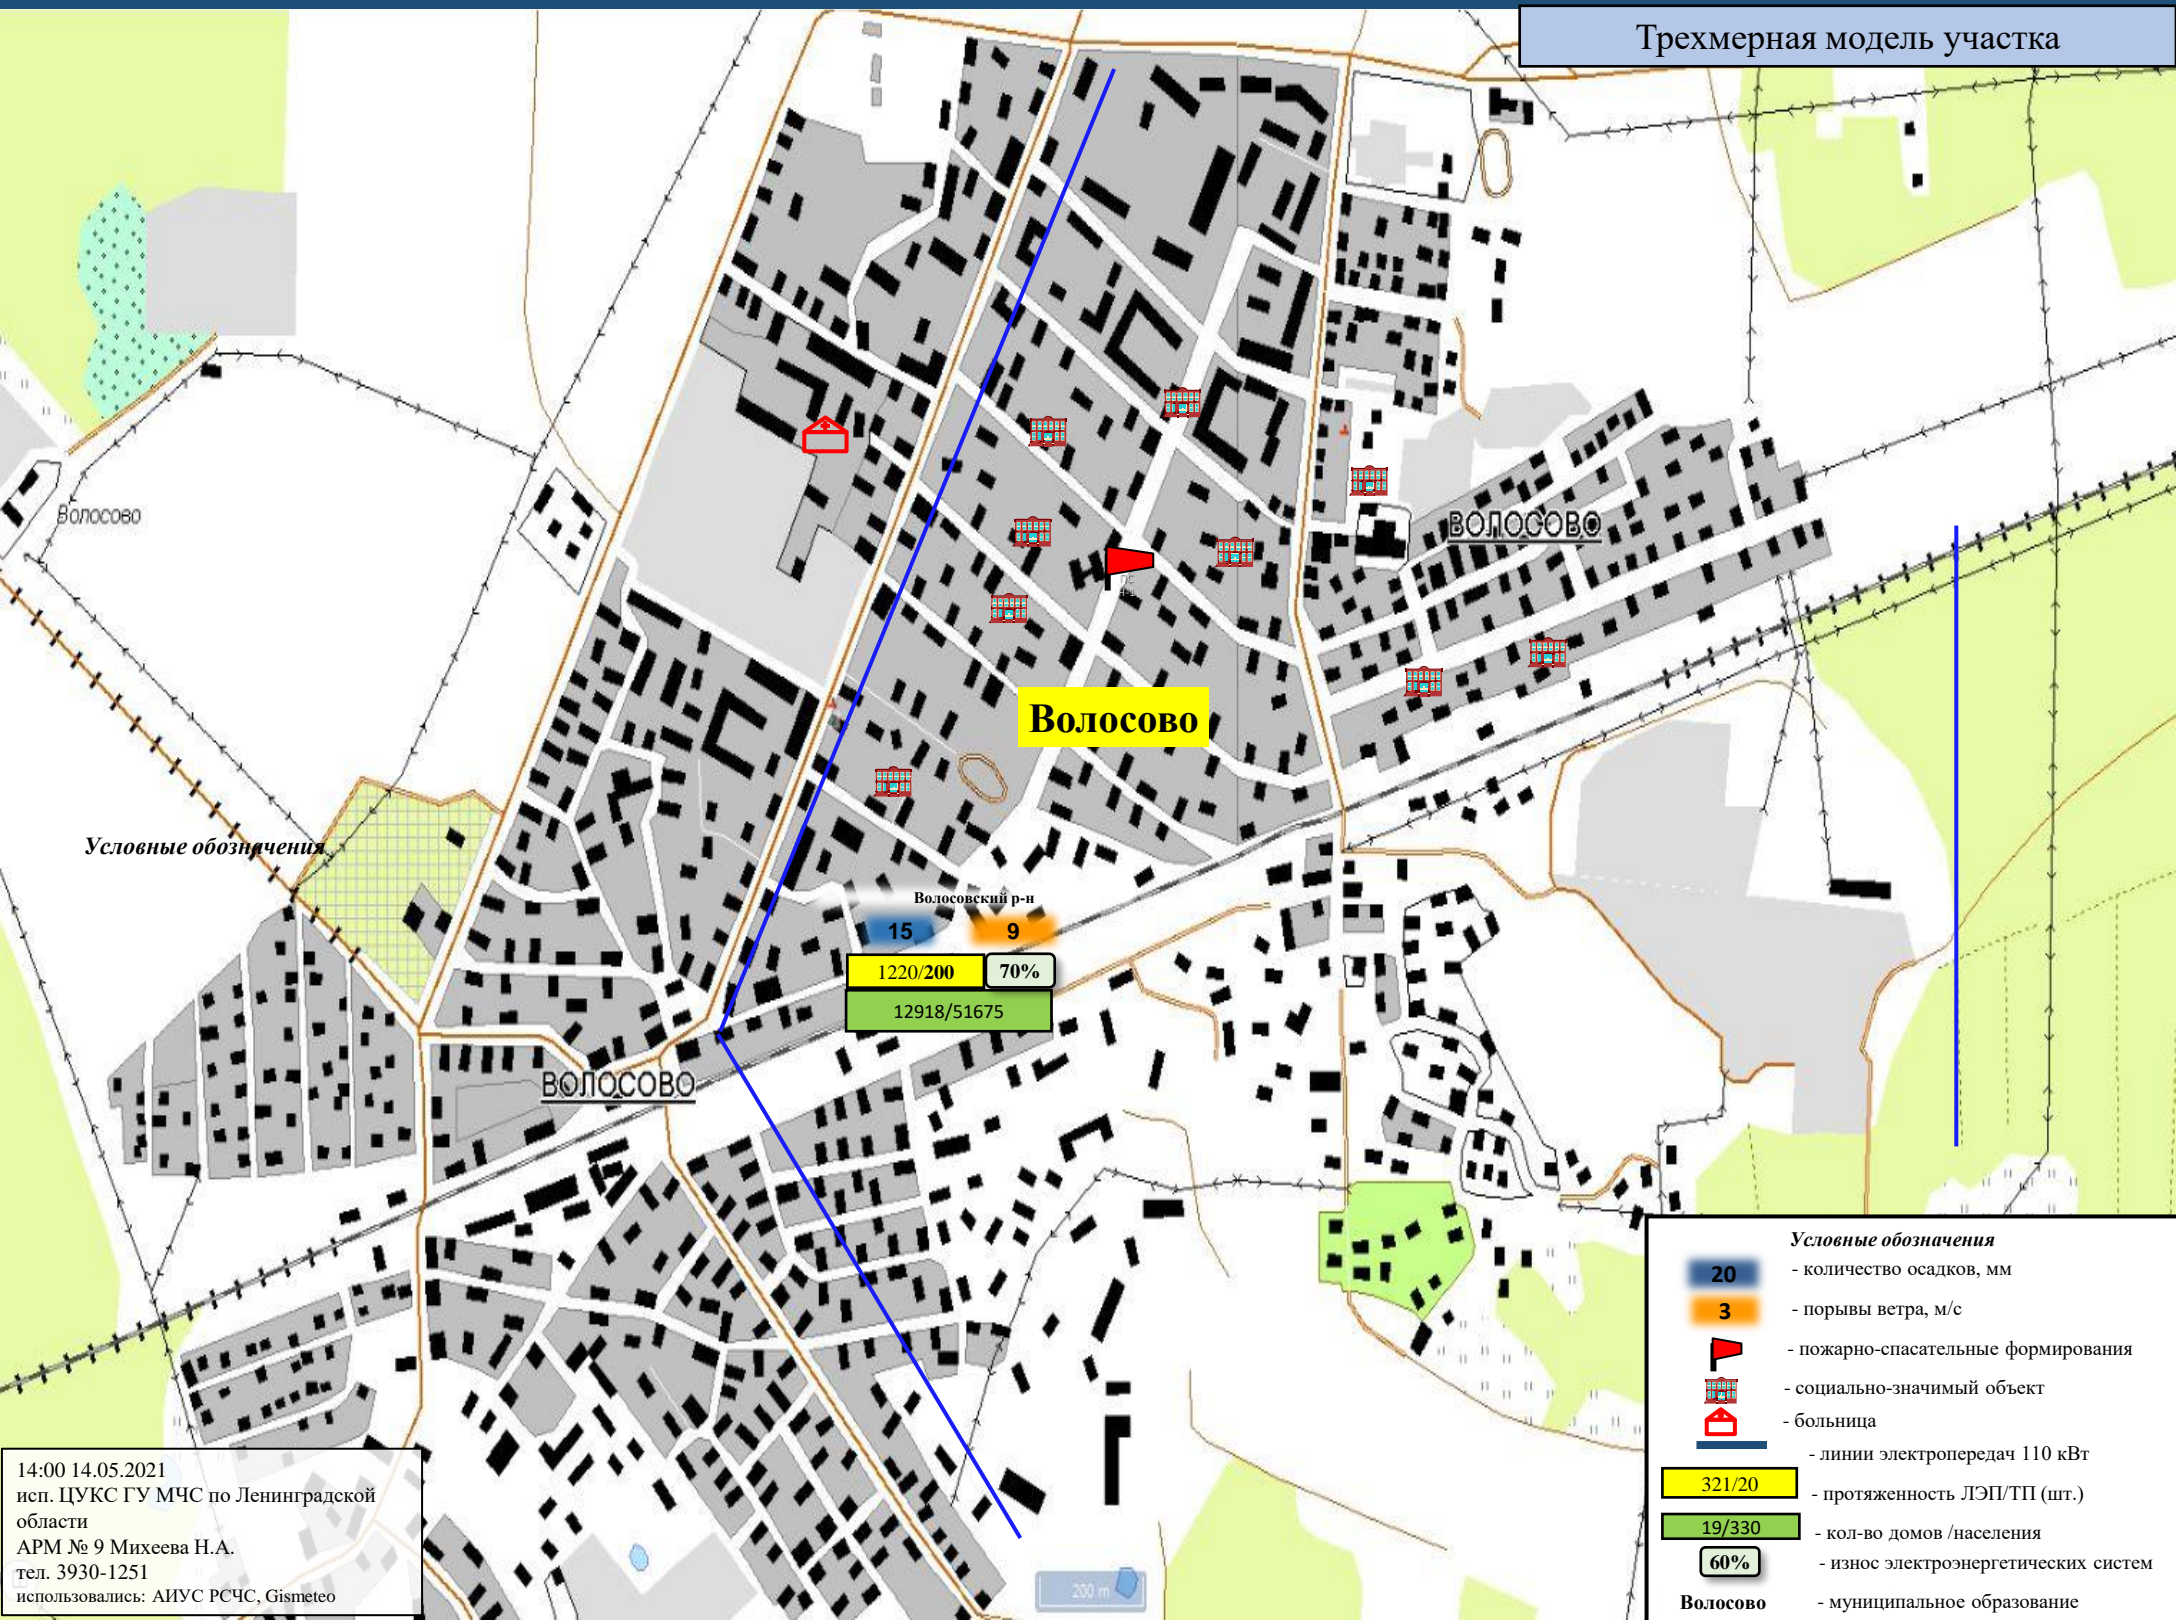 Трехмерная модель участка
Волосово
ВОЛОСОВО
Волосово
Условные обозначения
Волосовский р-н
15
9
1220/200
70%
12918/51675
ВОЛОСОВО
Условные обозначения
20 - количество осадков, мм
3 - порывы ветра, м/с
- пожарно-спасательные формирования
- социально-значимый объект
- больница
- линии электропередач 110 кВт
321/20 - протяженность ЛЭП/ТП (шт.)
19/330 - кол-во домов /населения
60% - износ электроэнергетических систем
Волосово - муниципальное образование
14:00 14.05.2021
исп. ЦУКС ГУ МЧС по Ленинградской
области
АРМ № 9 Михеева Н.А.
тел. 3930-1251
использовались: АИУС РСЧС, Gismeteo
200 m